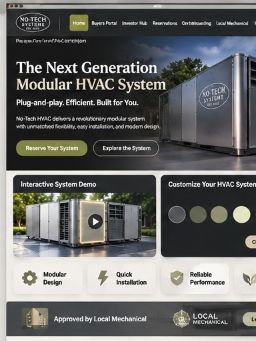 NO-TECH
SYSTEMS
Home Buyers Portal Investor Hub Reservations Onboarding Local Mechanical
The Next Generation
Modular HVAC System
Plug-and-play. Efficient. Built for You.
No-Tech HVAC delivers a revolutionary modular system
with unmatched flexibility, easy installation, and modern design.
Reserve Your System
Explore the System
NO-TECH
SYSTEMS
Interactive System Demo
Customize Your HVAC System
Modular
Design
Quick
Installation
Reliable
Performance
Approved by Local Mechanical
LOCAL
MECHANICAL